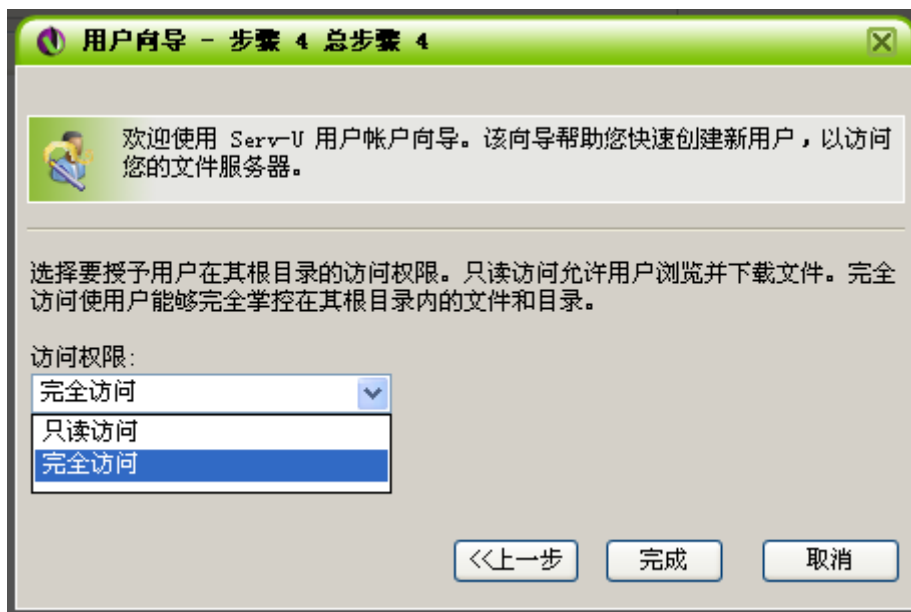 用户向导 - 步骤 4 总步骤 4
欢迎使用 Serv-U 用户帐户向导。该向导帮助您快速创建新用户，以访问
您的文件服务器。
选择要授予用户在其根目录的访问权限。只读访问允许用户浏览并下载文件。完全
访问使用户能够完全掌控在其根目录内的文件和目录。
访问权限:
完全访问
只读访问
完全访问
<<上一步 完成 取消